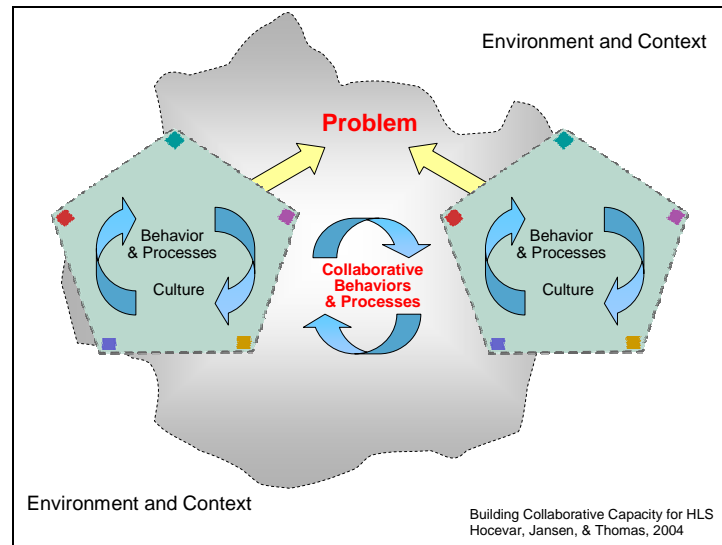 Environment and Context
Problem
Behavior
& Processes
Culture
Collaborative
Behaviors
& Processes
Behavior
& Processes
Culture
Environment and Context
Building Collaborative Capacity for HLS
Hocevar, Jansen, & Thomas, 2004